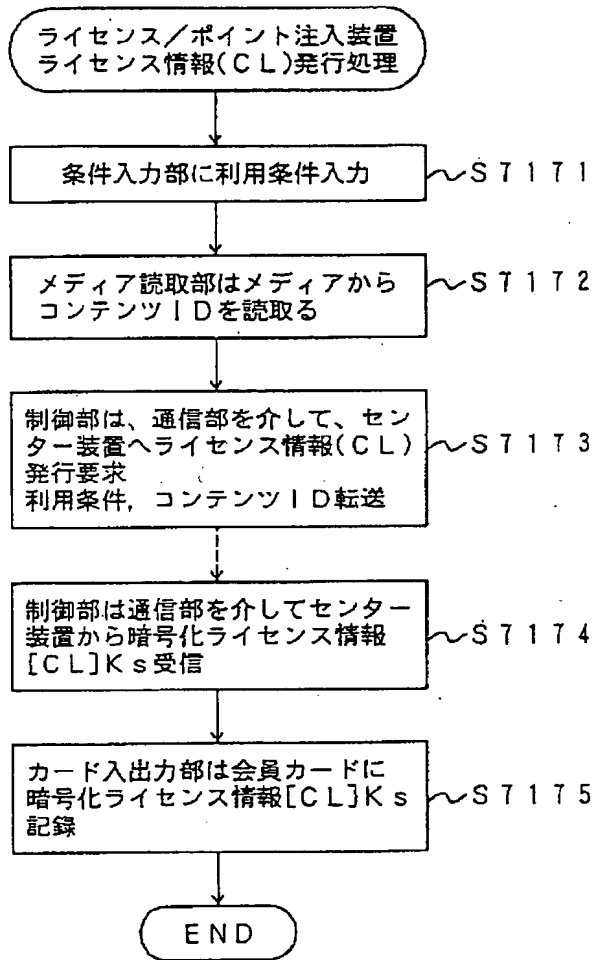 ライセンス／ポイント注入装置
ライセンス情報(ＣＬ)発行処理
条件入力部に利用条件入力
Ｓ７１７１
メディア読取部はメディアから
コンテンツＩＤを読取る
Ｓ７１７２
制御部は、通信部を介して、セン
ター装置へライセンス情報(ＣＬ)
発行要求
利用条件，コンテンツＩＤ転送
Ｓ７１７３
制御部は通信部を介してセンター
装置から暗号化ライセンス情報
[ＣＬ]Ｋｓ受信
Ｓ７１７４
カード入出力部は会員カードに
暗号化ライセンス情報[ＣＬ]Ｋｓ
記録
Ｓ７１７５
ＥＮＤ